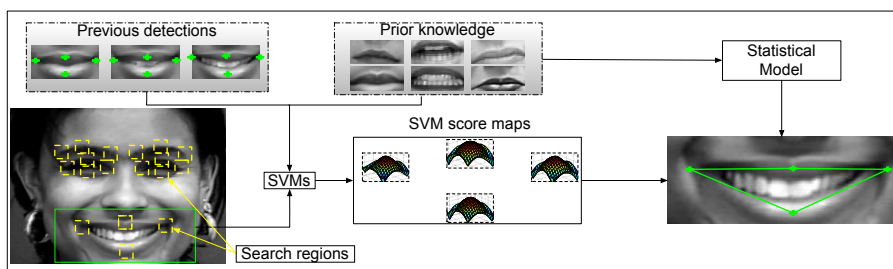 Previous detections
Prior knowledge
Statistical
Model
SVM score maps
SVMs
Search regions